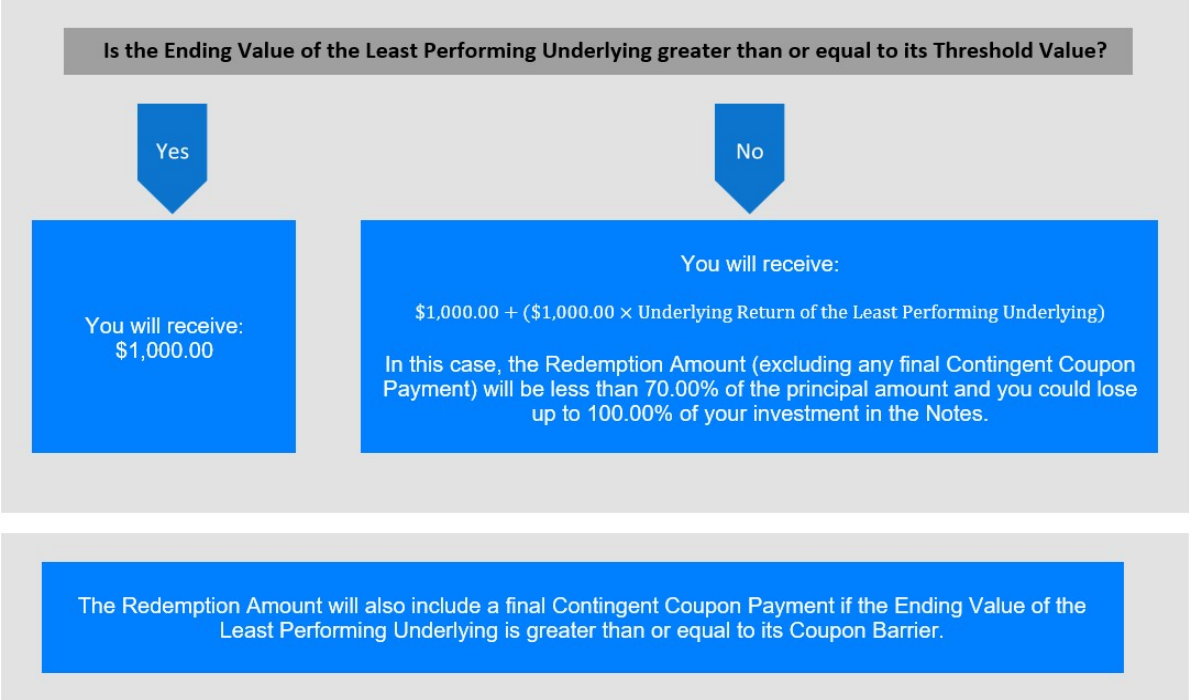 Is the Ending Value of the Least Performing Underlying greater than or equal to its Threshold Value?
Yes
No
You will receive:
$1,000.00
You will receive:
$1,000.00 + ($1,000.00 × Underlying Return of the Least Performing Underlying)
In this case, the Redemption Amount (excluding any final Contingent Coupon
Payment) will be less than 70.00% of the principal amount and you could lose
up to 100.00% of your investment in the Notes.
The Redemption Amount will also include a final Contingent Coupon Payment if the Ending Value of the
Least Performing Underlying is greater than or equal to its Coupon Barrier.